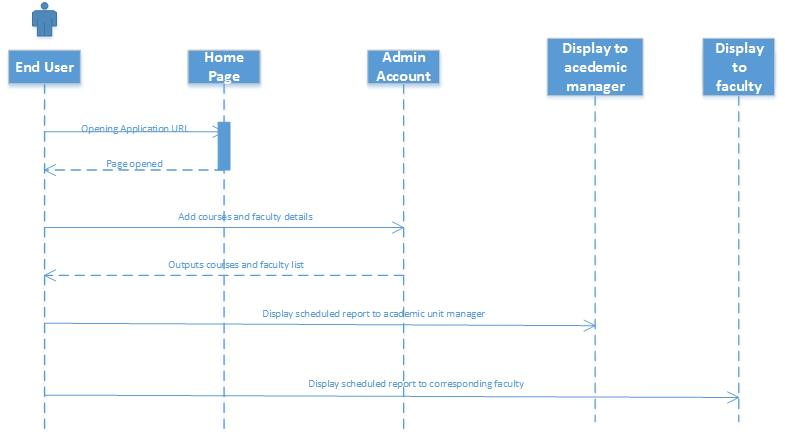 End User
Home
Page
Admin
Account
Display to
acedemic
manager
Display
to
faculty
Opening Application URL
Page opened
Add courses and faculty details
Outputs courses and faculty list
Display scheduled report to academic unit manager
Display scheduled report to corresponding faculty